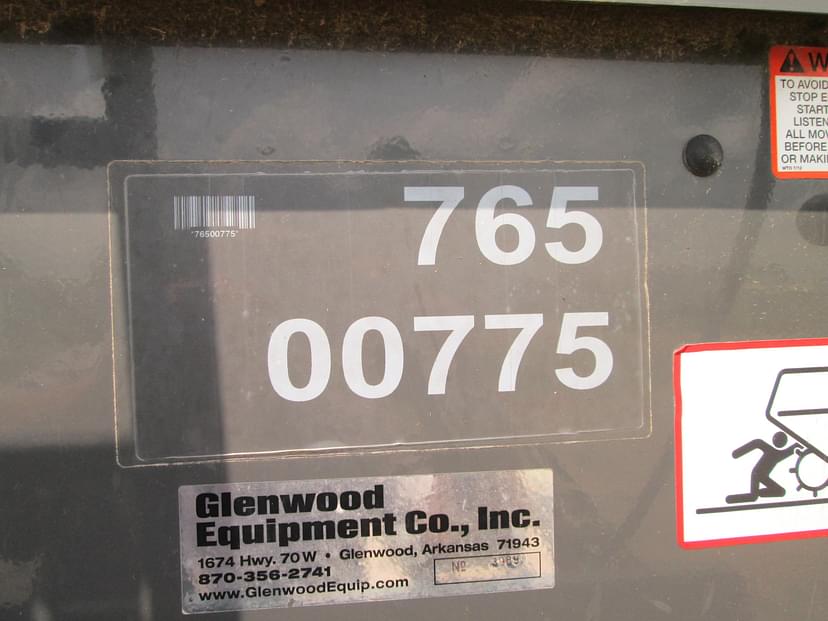 W
TO AVOID
STOP E
START
LISTEN
ALL MOV
BEFORE
OR MAKI
765
*76500775*
00775
Glenwood
Equipment Co., Inc.
1674 Hwy. 70 W • Glenwood, Arkansas 71943
870-356-2741
Nº
www.GlenwoodEquip.com